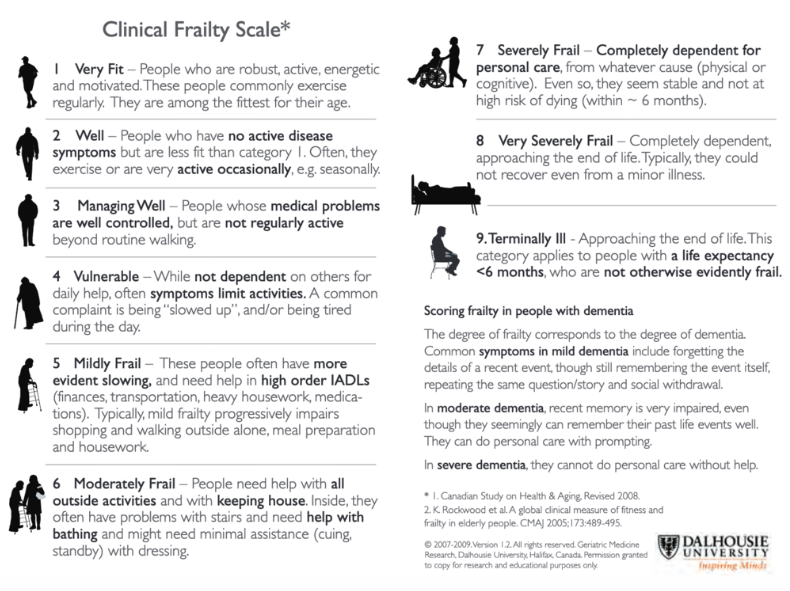 Clinical Frailty Scale*
1 Very Fit – People who are robust, active, energetic
and motivated. These people commonly exercise
regularly. They are among the fittest for their age.
2 Well – People who have no active disease
symptoms but are less fit than category 1. Often, they
exercise or are very active occasionally, e.g. seasonally.
3 Managing Well – People whose medical problems
are well controlled, but are not regularly active
beyond routine walking.
4 Vulnerable – While not dependent on others for
daily help, often symptoms limit activities. A common
complaint is being “slowed up”, and/or being tired
during the day.
5 Mildly Frail – These people often have more
evident slowing, and need help in high order IADLs
(finances, transportation, heavy housework, medica-
tions). Typically, mild frailty progressively impairs
shopping and walking outside alone, meal preparation
and housework.
6 Moderately Frail – People need help with all
outside activities and with keeping house. Inside, they
often have problems with stairs and need help with
bathing and might need minimal assistance (cuing,
standby) with dressing.
7 Severely Frail – Completely dependent for
personal care, from whatever cause (physical or
cognitive). Even so, they seem stable and not at
high risk of dying (within ~ 6 months).
8 Very Severely Frail – Completely dependent,
approaching the end of life. Typically, they could
not recover even from a minor illness.
9. Terminally Ill - Approaching the end of life. This
category applies to people with a life expectancy
<6 months, who are not otherwise evidently frail.
Scoring frailty in people with dementia
The degree of frailty corresponds to the degree of dementia.
Common symptoms in mild dementia include forgetting the
details of a recent event, though still remembering the event itself,
repeating the same question/story and social withdrawal.
In moderate dementia, recent memory is very impaired, even
though they seemingly can remember their past life events well.
They can do personal care with prompting.
In severe dementia, they cannot do personal care without help.
* 1. Canadian Study on Health & Aging, Revised 2008.
2. K. Rockwood et al. A global clinical measure of fitness and
frailty in elderly people. CMAJ 2005;173:489-495.
© 2007-2009. Version 1.2. All rights reserved. Geriatric Medicine
Research, Dalhousie University, Halifax, Canada. Permission granted
to copy for research and educational purposes only.
DALHOUSIE
UNIVERSITY
Inspiring Minds